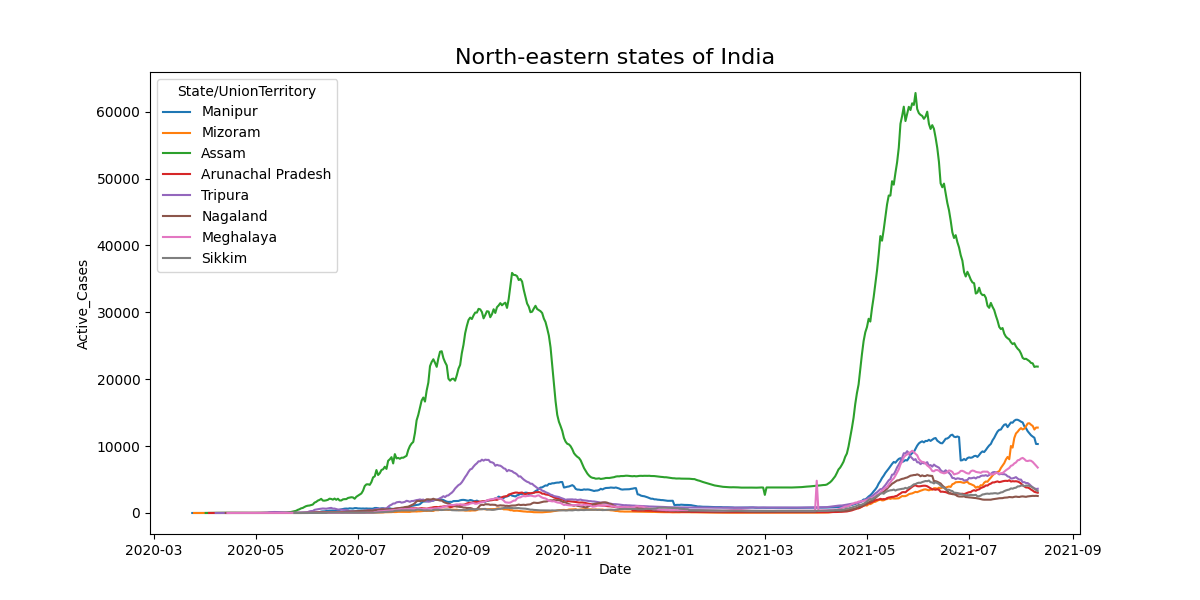 North-eastern states of India
State/UnionTerritory
Manipur
Mizoram
Assam
Arunachal Pradesh
Tripura
Nagaland
Meghalaya
Sikkim
Active_Cases
60000
50000
40000
30000
20000
10000
0
2020-03 2020-05 2020-07 2020-09 2020-11 2021-01 2021-03 2021-05 2021-07 2021-09
Date